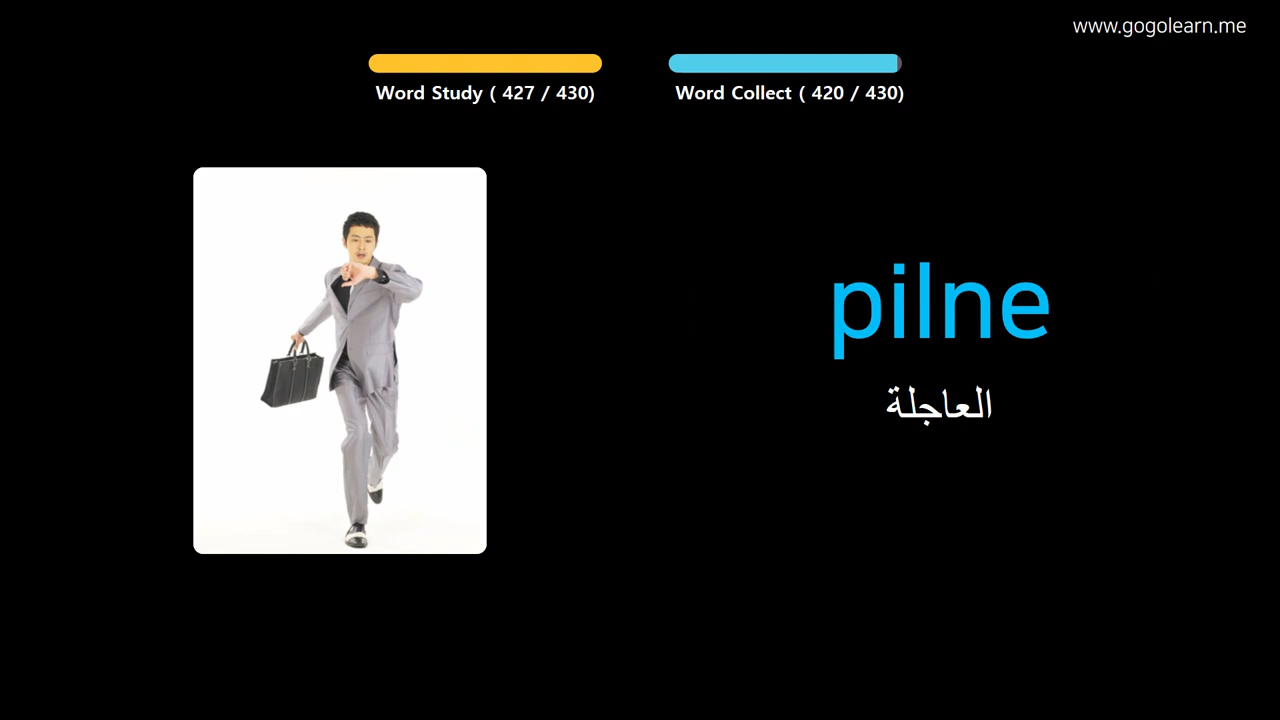 www.gogolearn.me
Word Study ( 427 / 430)
Word Collect ( 420 / 430)
pilne
العاجلة